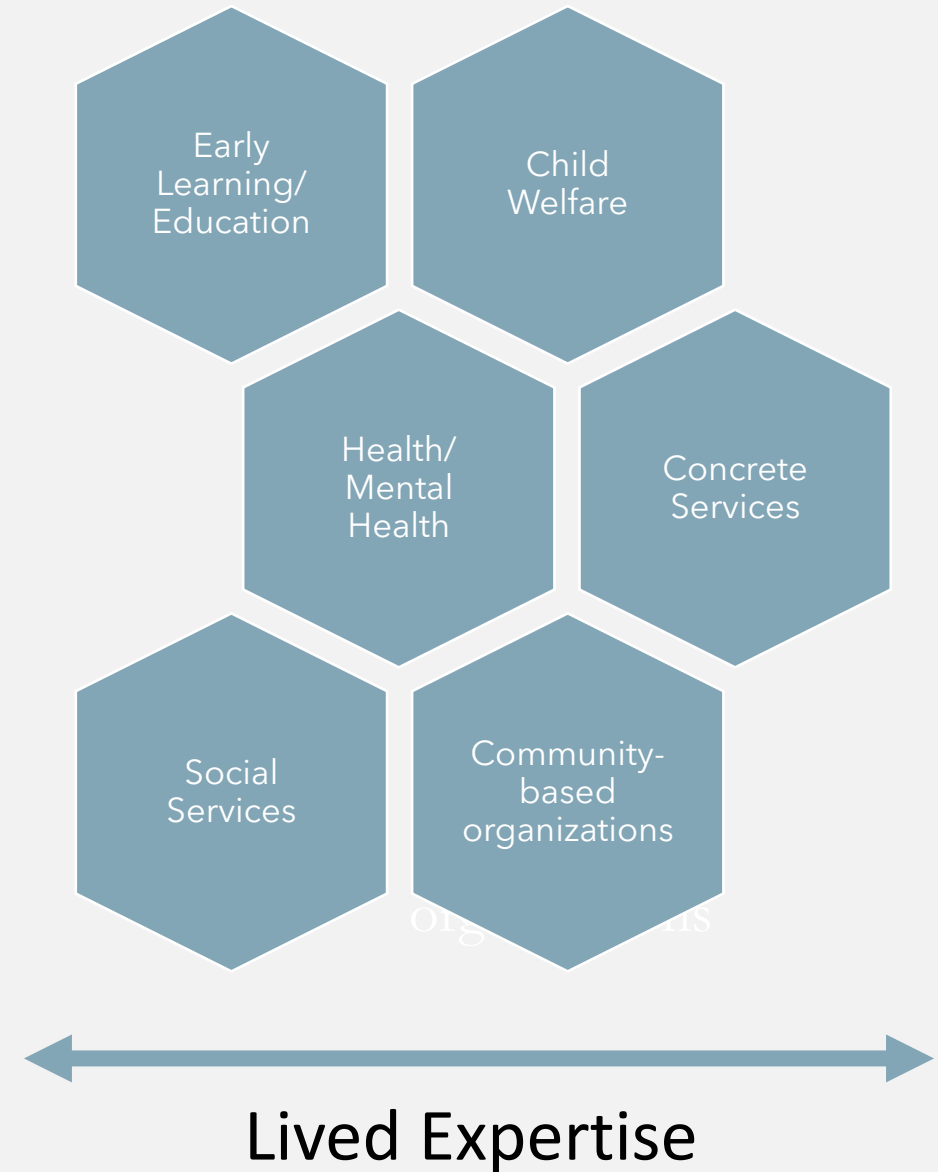 Early
Learning/
Education
Child
Welfare
Health/
Mental
Health
Concrete
Services
Social
Services
Community-
based
organizations
Lived Expertise